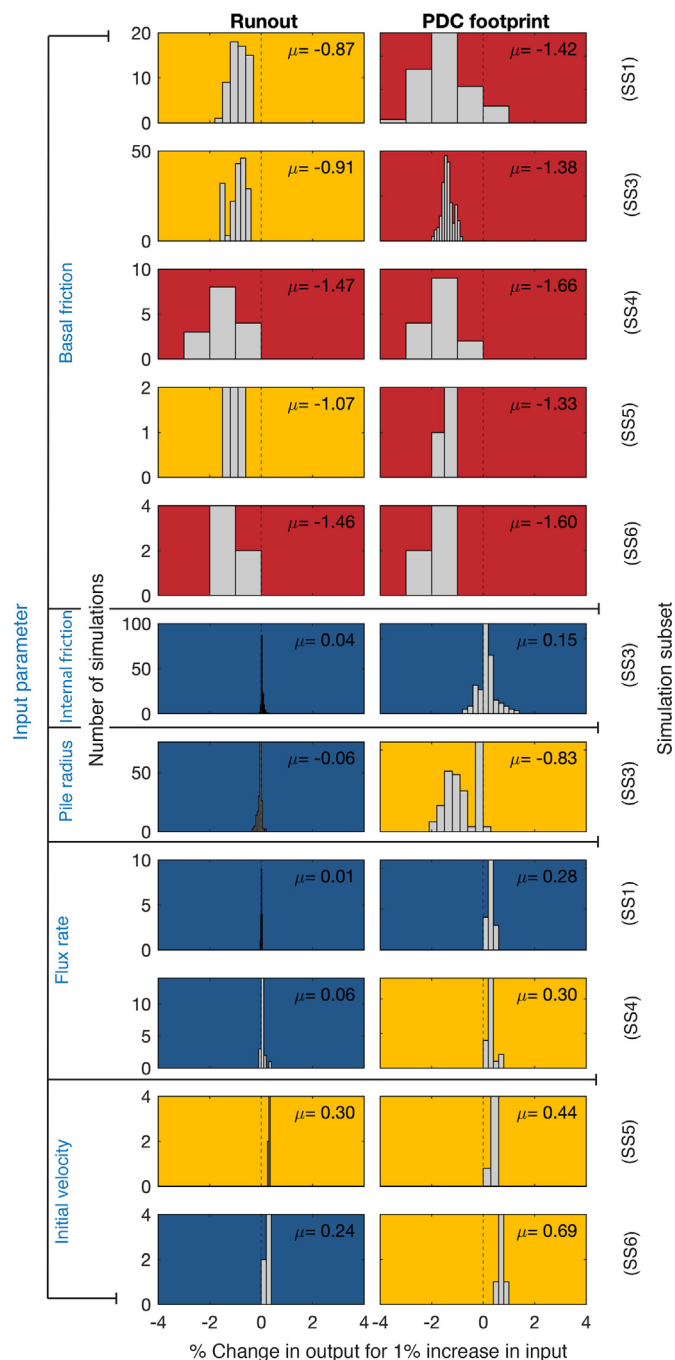 Runout PDC footprint
20 10 0 μ= -0.87 μ= -1.42 (SS1)
50 0 μ= -0.91 μ= -1.38 (SS3)
10 5 0 μ= -1.47 μ= -1.66 (SS4)
2 1 0 μ= -1.07 μ= -1.33 (SS5)
4 2 0 μ= -1.46 μ= -1.60 (SS6)
Basal friction
100 50 0 μ= 0.04 μ= 0.15 (SS3)
Internal friction
50 0 μ= -0.06 μ= -0.83 (SS3)
Pile radius
10 5 0 μ= 0.01 μ= 0.28 (SS1)
10 5 0 μ= 0.06 μ= 0.30 (SS4)
Flux rate
4 2 0 μ= 0.30 μ= 0.44 (SS5)
4 2 0 μ= 0.24 μ= 0.69 (SS6)
Initial velocity
Input parameter
Number of simulations
Simulation subset
-4 -2 0 2 4 -4 -2 0 2 4
% Change in output for 1% increase in input